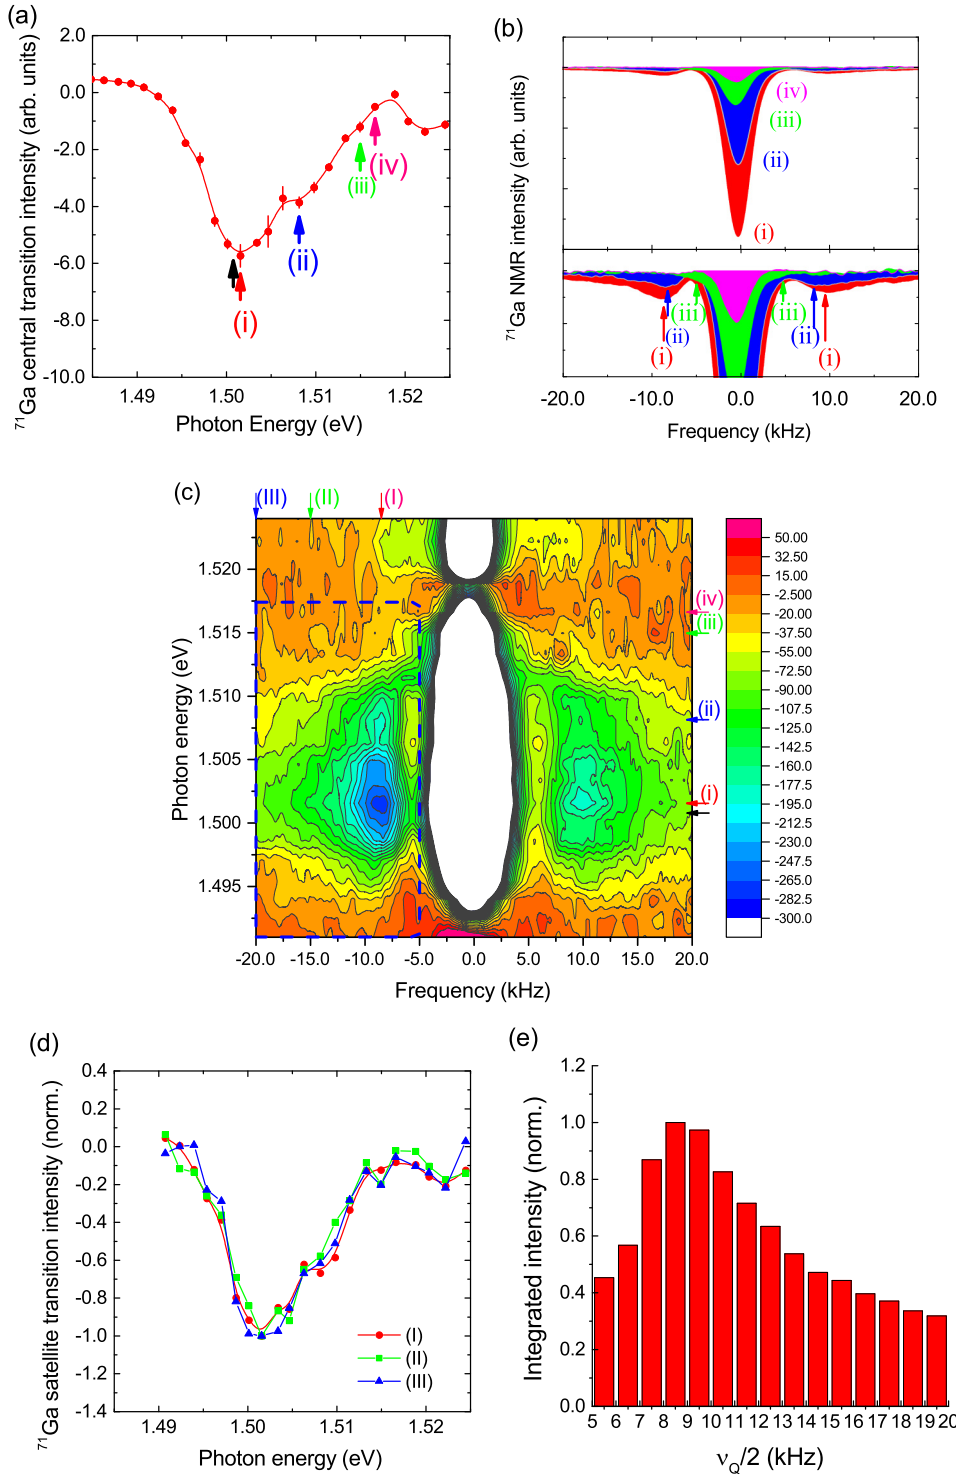 (a)
2.0
0.0
-2.0
-4.0
-6.0
-8.0
-10.0
1.49
1.50
1.51
1.52
⁷¹Ga central transition intensity (arb. units)
Photon Energy (eV)
(i)
(ii)
(iii)
(iv)
(b)
⁷¹Ga NMR intensity (arb. units)
(iv)
(iii)
(ii)
(i)
(iii)
(iii)
(ii)
(ii)
(i)
(i)
-20.0
-10.0
0.0
10.0
20.0
Frequency (kHz)
(c)
(III)
(II)
(I)
1.520
1.515
1.510
1.505
1.500
1.495
Photon energy (eV)
-20.0
-15.0
-10.0
-5.0
0.0
5.0
10.0
15.0
20.0
Frequency (kHz)
(iv)
(iii)
(ii)
(i)
50.00
32.50
15.00
-2.500
-20.00
-37.50
-55.00
-72.50
-90.00
-107.5
-125.0
-142.5
-160.0
-177.5
-195.0
-212.5
-230.0
-247.5
-265.0
-282.5
-300.0
(d)
0.4
0.2
0.0
-0.2
-0.4
-0.6
-0.8
-1.0
-1.2
-1.4
1.49
1.50
1.51
1.52
⁷¹Ga satellite transition intensity (norm.)
Photon energy (eV)
(I)
(II)
(III)
(e)
1.2
1.0
0.8
0.6
0.4
0.2
0.0
5 6 7 8 9 10 11 12 13 14 15 16 17 18 19 20
Integrated intensity (norm.)
ν_Q/2 (kHz)